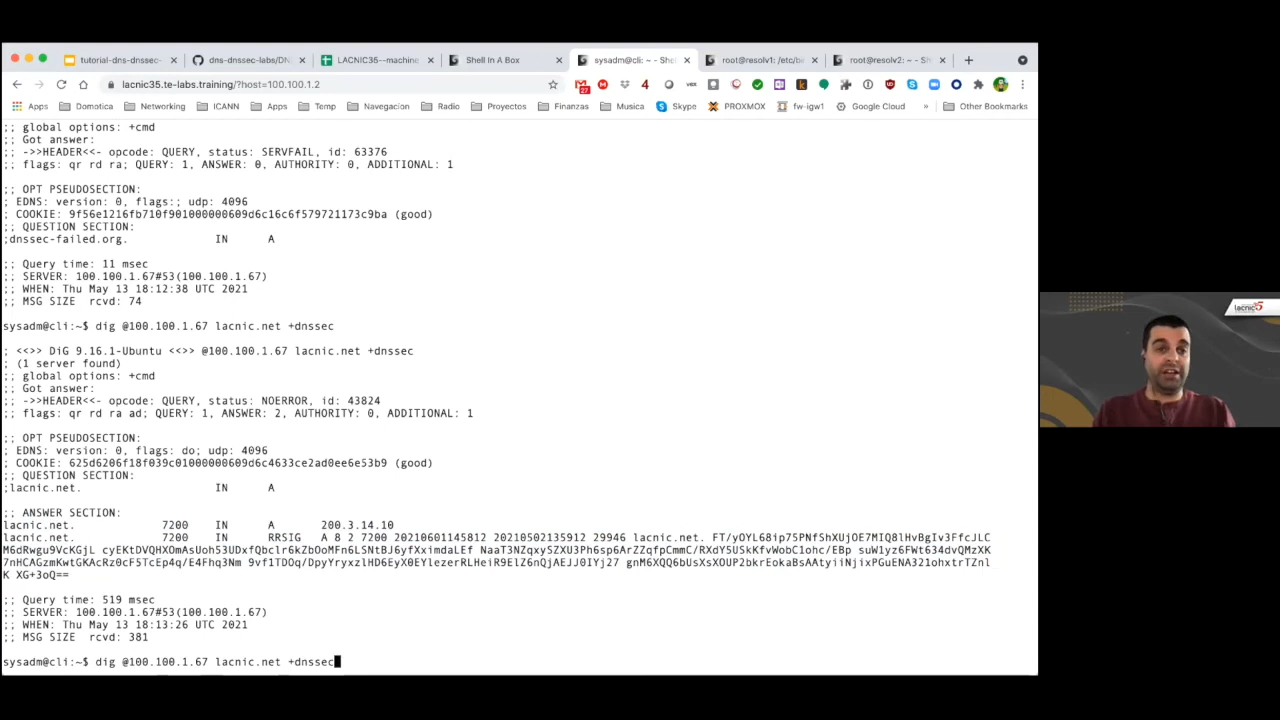 tutorial-dns-dnssec-
dns-dnssec-labs/DN
LACNIC35--machine
Shell In A Box
sysadm@cli: ~ - She
root@resolv1: /etc/be
root@resolv2: ~ - Sh
lacnic35.te-labs.training/?host=100.100.1.2
Apps
Domotica
Networking
ICANN
Apps
Temp
Navegacion
Radio
Proyectos
Finanzas
Musica
Skype
PROXMOX
fw-igw1
Google Cloud
»
Other Bookmarks
;; global options: +cmd
;; Got answer:
;; ->>HEADER<<- opcode: QUERY, status: SERVFAIL, id: 63376
;; flags: qr rd ra; QUERY: 1, ANSWER: 0, AUTHORITY: 0, ADDITIONAL: 1
;; OPT PSEUDOSECTION:
; EDNS: version: 0, flags:; udp: 4096
; COOKIE: 9f56e1216fb710f901000000609d6c16c6f579721173c9ba (good)
;; QUESTION SECTION:
;dnssec-failed.org. IN A
;; Query time: 11 msec
;; SERVER: 100.100.1.67#53(100.100.1.67)
;; WHEN: Thu May 13 18:12:38 UTC 2021
;; MSG SIZE rcvd: 74
sysadm@cli:~$ dig @100.100.1.67 lacnic.net +dnssec
; <<>> DiG 9.16.1-Ubuntu <<>> @100.100.1.67 lacnic.net +dnssec
; (1 server found)
;; global options: +cmd
;; Got answer:
;; ->>HEADER<<- opcode: QUERY, status: NOERROR, id: 43824
;; flags: qr rd ra ad; QUERY: 1, ANSWER: 2, AUTHORITY: 0, ADDITIONAL: 1
;; OPT PSEUDOSECTION:
; EDNS: version: 0, flags: do; udp: 4096
; COOKIE: 625d6206f18f039c01000000609d6c4633ce2ad0ee6e53b9 (good)
;; QUESTION SECTION:
;lacnic.net. IN A
;; ANSWER SECTION:
lacnic.net. 7200 IN A 200.3.14.10
lacnic.net. 7200 IN RRSIG A 8 2 7200 20210601145812 20210502135912 29946 lacnic.net.
;; Query time: 519 msec
;; SERVER: 100.100.1.67#53(100.100.1.67)
;; WHEN: Thu May 13 18:13:26 UTC 2021
;; MSG SIZE rcvd: 381
sysadm@cli:~$ dig @100.100.1.67 lacnic.net +dnssec
lacnic